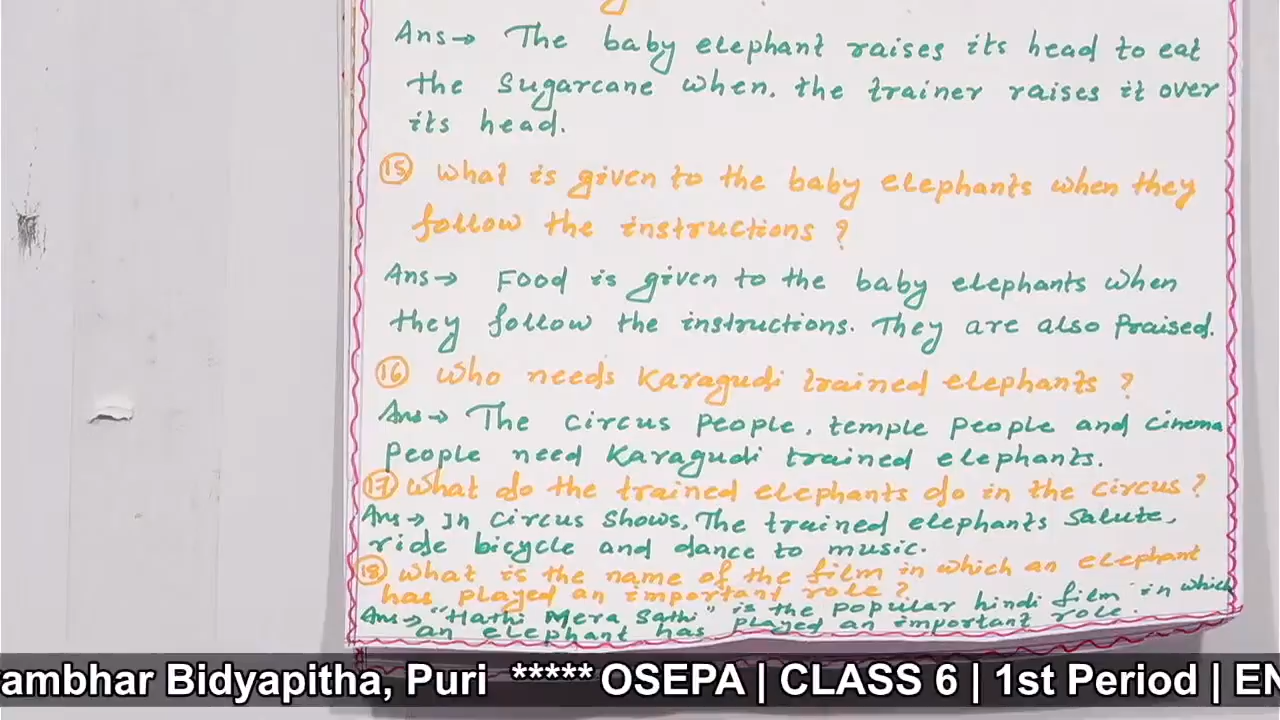 Ans→ The baby elephant raises its head to eat
the sugarcane when. the trainer raises it over
its head.
15 What is given to the baby elephants when they
follow the instructions ?
Ans→ Food is given to the baby elephants when
they follow the instructions. They are also Praised.
16 Who needs Karagudi trained elephants ?
Ans→ The circus People, temple people and cinema
People need Karagudi trained elephants.
17 What do the trained elephants do in the circus ?
Ans→ In circus shows, The trained elephants salute,
ride bicycle and dance to music.
18 What is the name of the film in which an elephant
has played an important role ?
Ans→ "Hathi Mera Sathi" is the popular hindi film in which
an elephant has played an important role.
ambhar Bidyapitha, Puri ***** OSEPA | CLASS 6 | 1st Period | EN